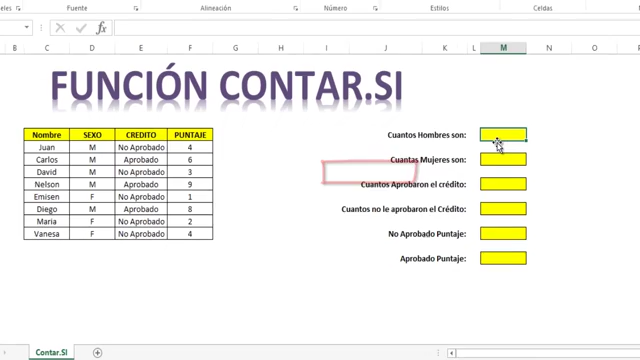 eles Fuente Alineación Número Estilos Celdas
fx
B C D E F G H I J K L M N O P
FUNCIÓN CONTAR.SI
Nombre SEXO CREDITO PUNTAJE
Juan M No Aprobado 4
Carlos M Aprobado 6
David M No Aprobado 3
Nelson M Aprobado 9
Emisen F No Aprobado 1
Diego M Aprobado 8
Maria F No Aprobado 2
Vanesa F No Aprobado 4
Cuantos Hombres son:
Cuantas Mujeres son:
Cuantos Aprobaron el crédito:
Cuantos no le aprobaron el Crédito:
No Aprobado Puntaje:
Aprobado Puntaje:
Contar.SI